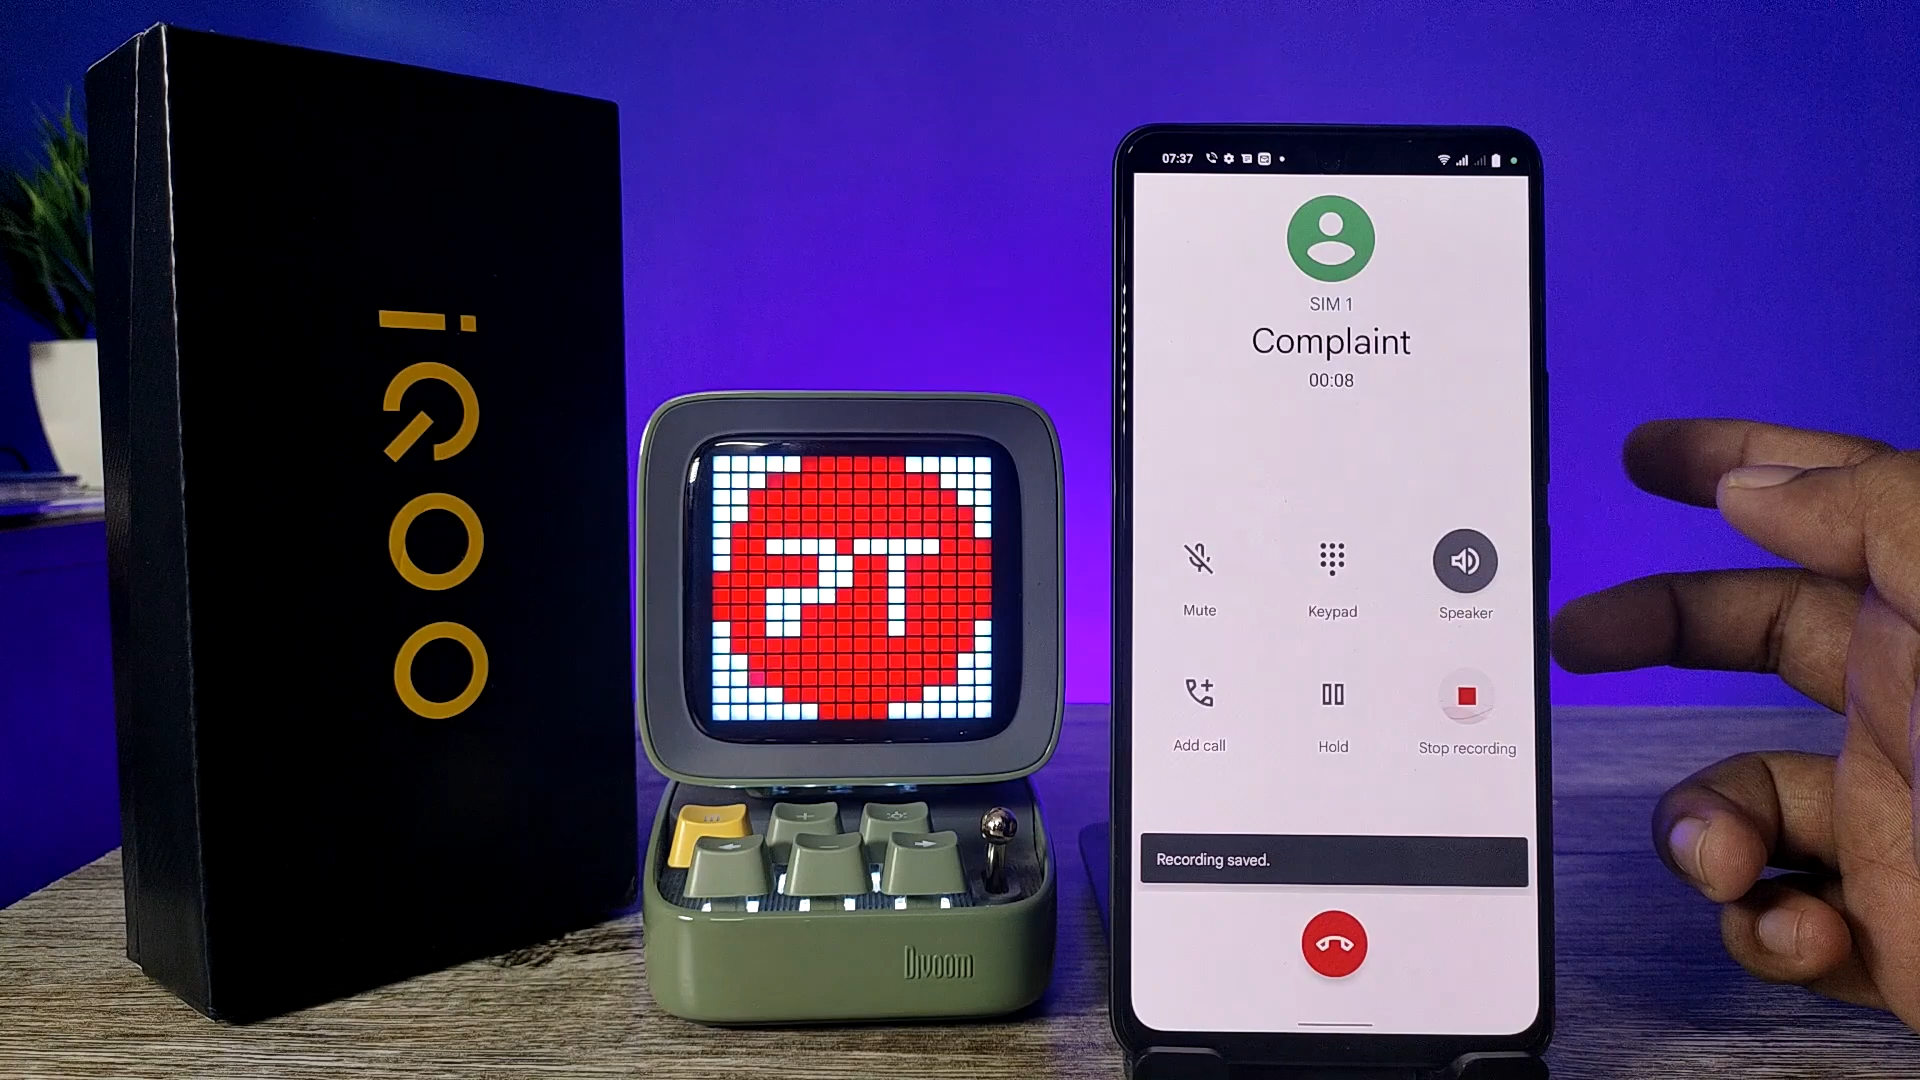 iQOO
PT
Divoom
07:37
SIM 1
Complaint
00:08
Mute
Keypad
Speaker
Add call
Hold
Stop recording
Recording saved.